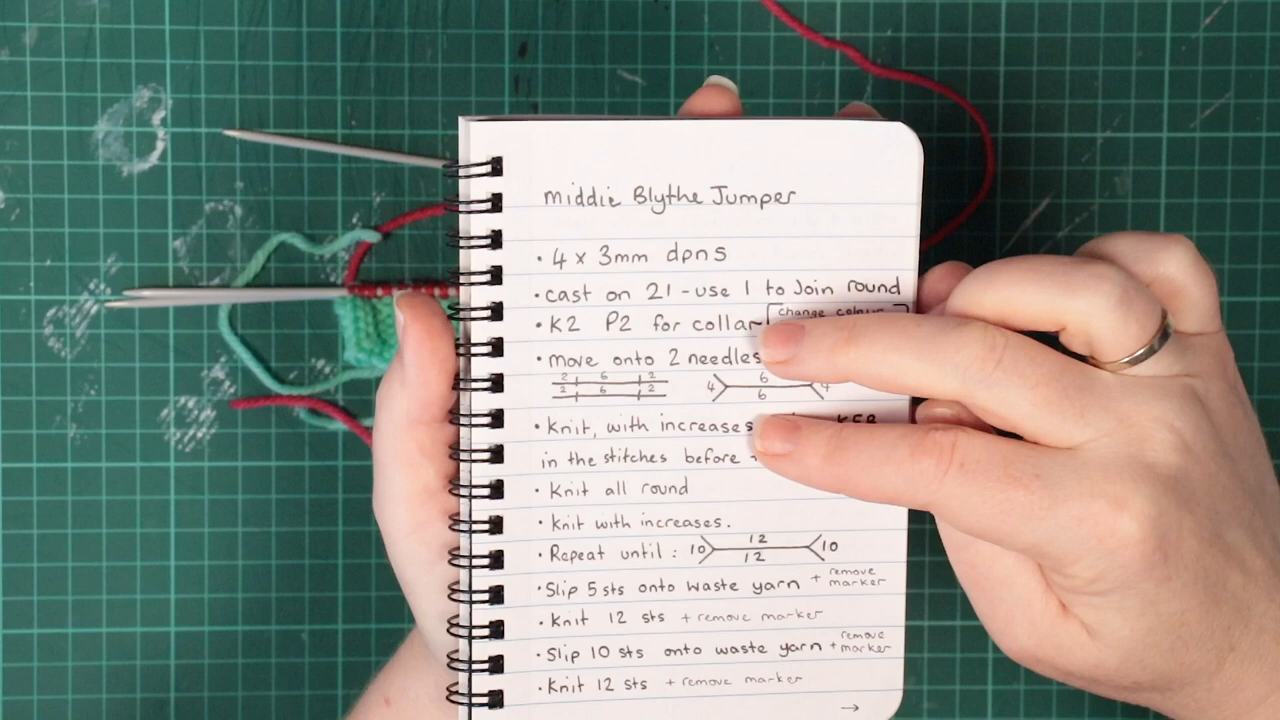 middie Blythe Jumper
• 4 x 3mm dpns
• cast on 21 - use 1 to Join round
• K2 P2 for collar
change colour
• move onto 2 needles
2 6 2
2 6 2
6
4 4
6
• Knit, with increases KFB
in the stitches before
• Knit all round
• knit with increases.
• Repeat until : 10 12 10
12
• Slip 5 sts onto waste yarn + remove marker
• Knit 12 sts + remove marker
• Slip 10 sts onto waste yarn + remove marker
• Knit 12 sts + remove marker
→